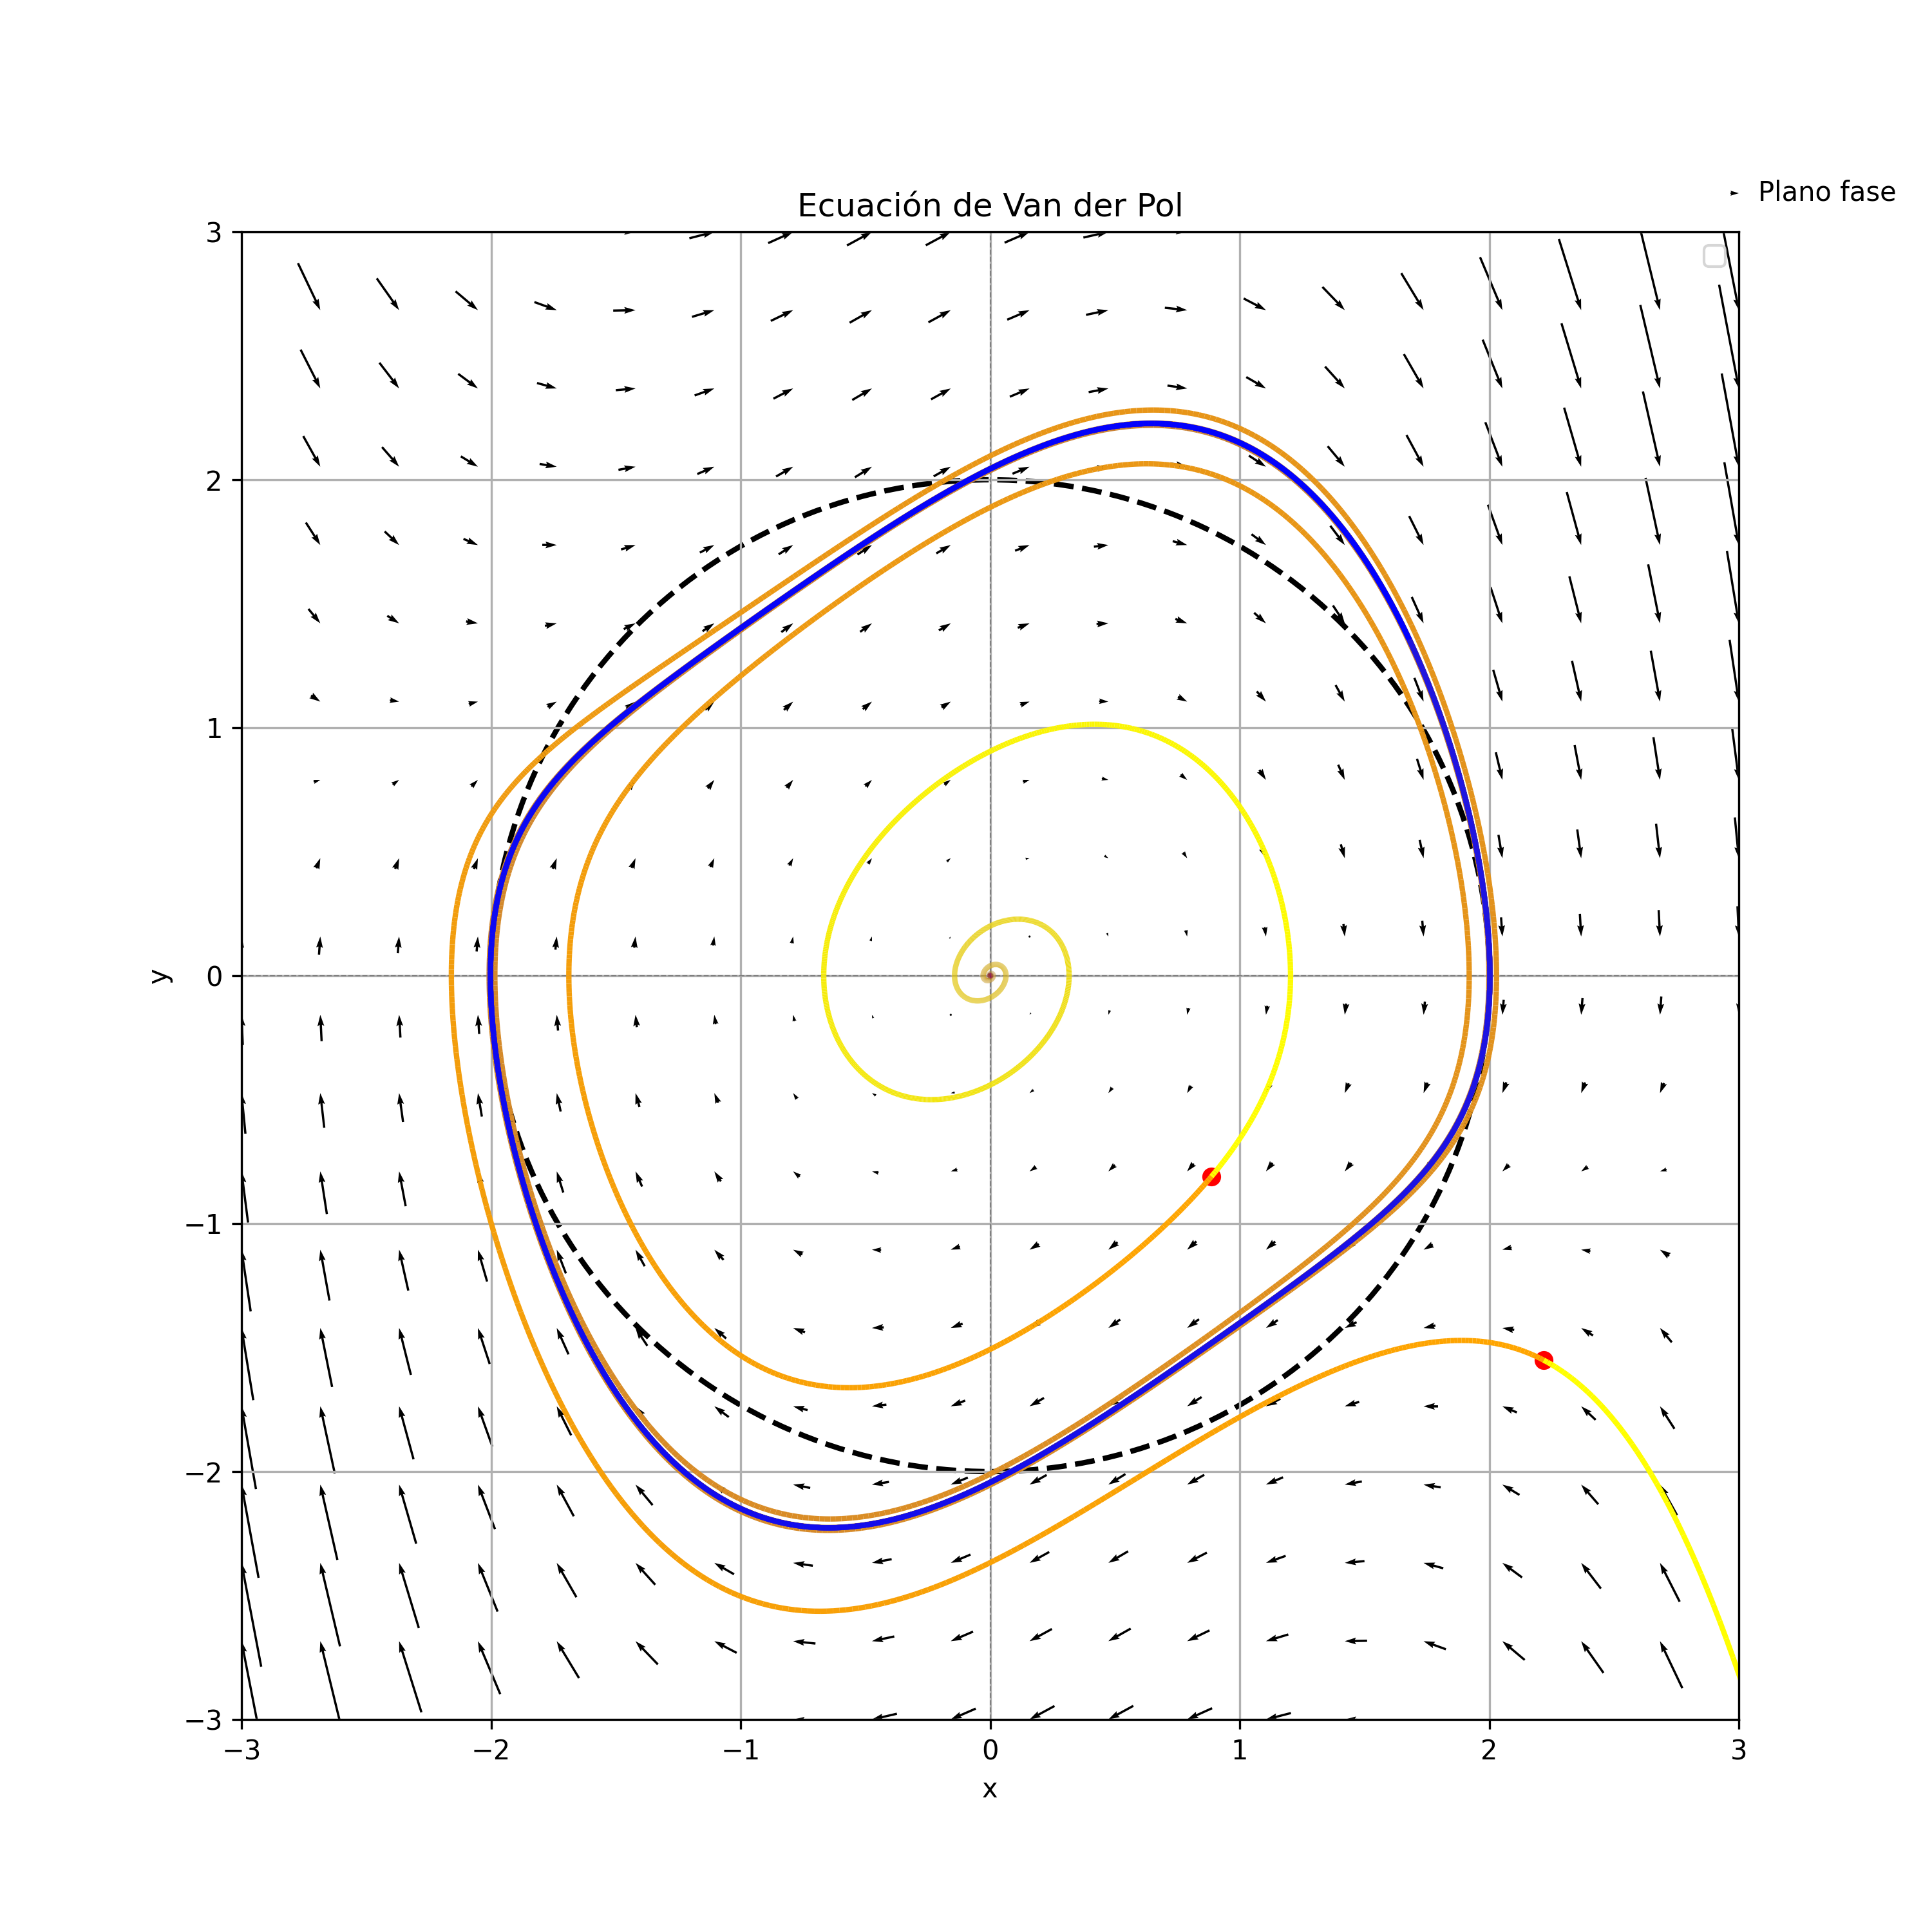 Plano fase
Ecuación de Van der Pol
3
2
1
0
−1
−2
−3
y
−3 −2 −1 0 1 2 3
x